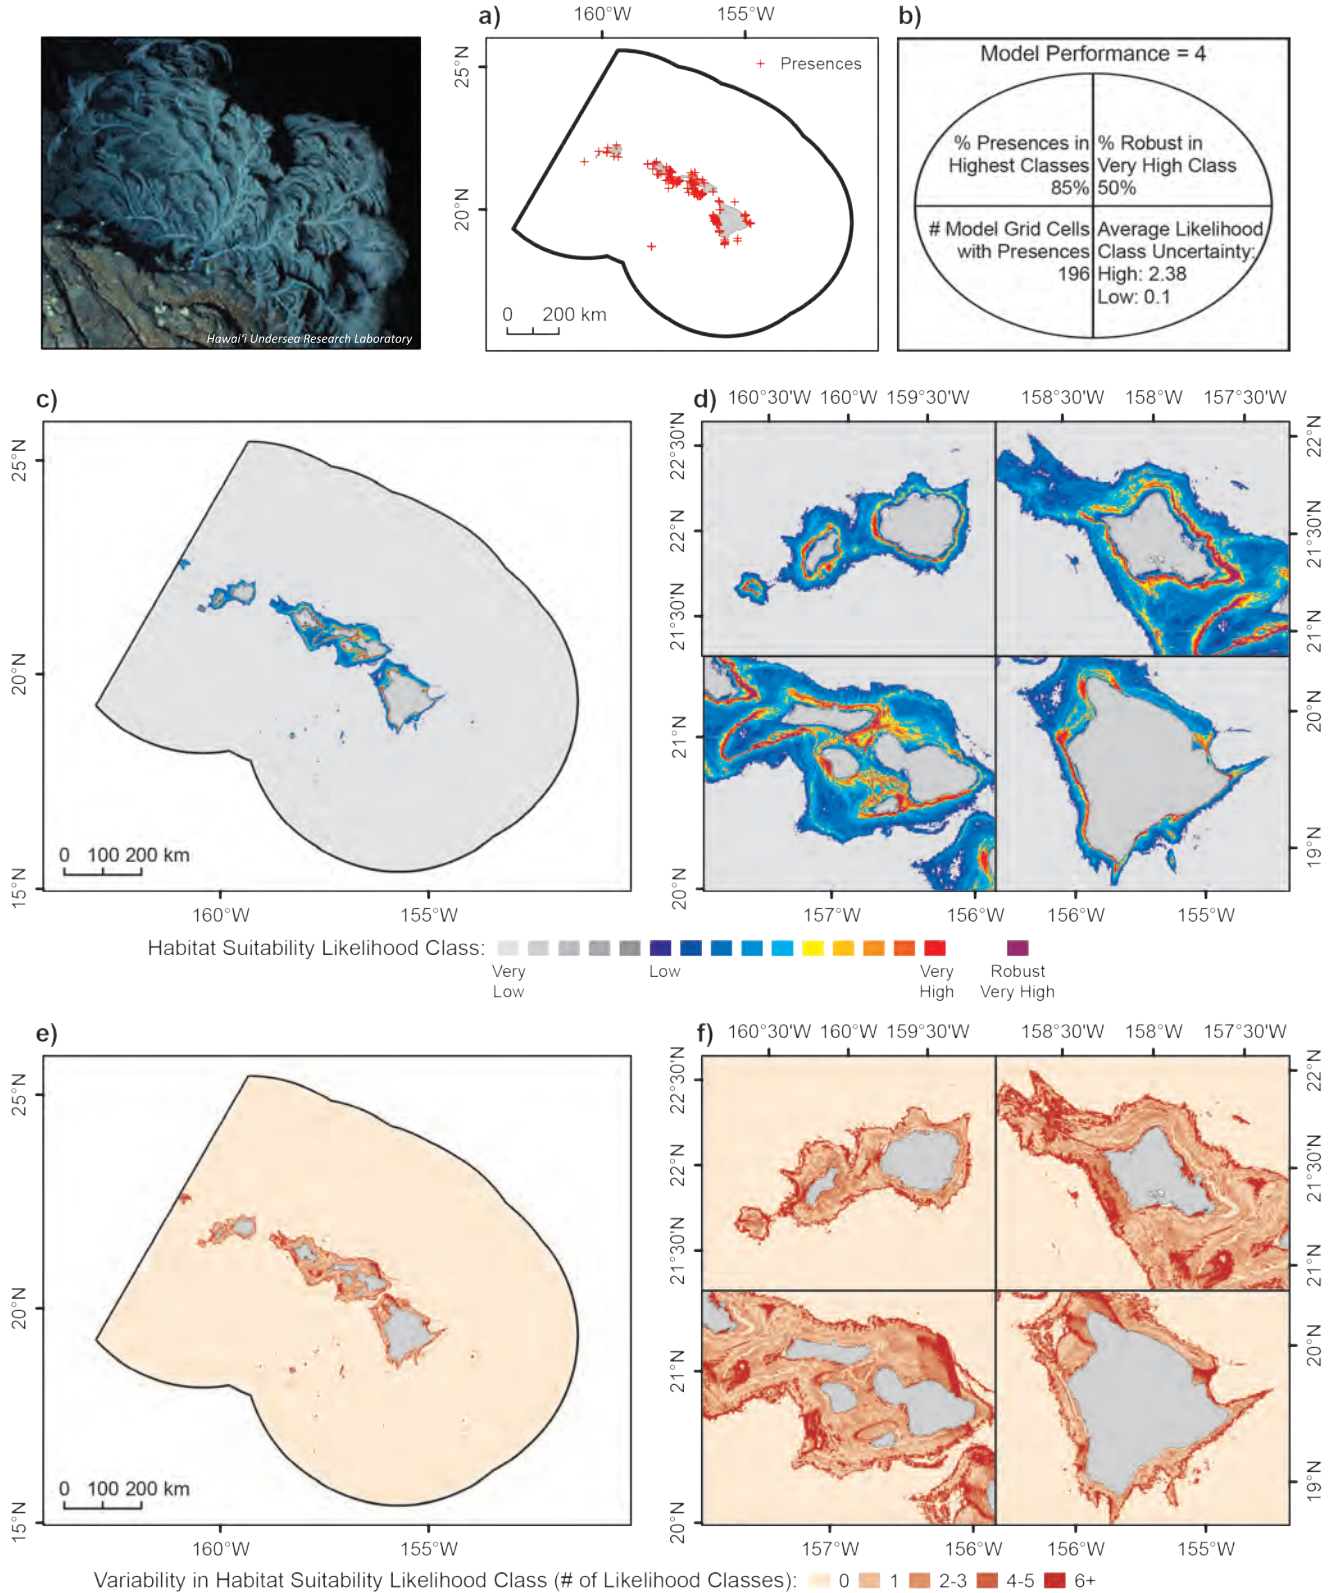 a)
160°W 155°W
25°N
20°N
Presences
0 200 km
Hawai‘i Undersea Research Laboratory
b)
Model Performance = 4
% Presences in
Highest Classes
85%
% Robust in
Very High Class
50%
# Model Grid Cells
with Presences
196
Average Likelihood
Class Uncertainty:
High: 2.38
Low: 0.1
c)
25°N
20°N
15°N
0 100 200 km
160°W 155°W
d)
160°30'W 160°W 159°30'W 158°30'W 158°W 157°30'W
22°30'N
22°N
21°30'N
22°N
21°30'N
21°N
21°N
20°N
20°N
19°N
157°W 156°W 156°W 155°W
Habitat Suitability Likelihood Class:
Very
Low
Low
Very
High
Robust
Very High
e)
25°N
20°N
15°N
0 100 200 km
160°W 155°W
f)
160°30'W 160°W 159°30'W 158°30'W 158°W 157°30'W
22°30'N
22°N
21°30'N
22°N
21°30'N
21°N
21°N
20°N
20°N
19°N
157°W 156°W 156°W 155°W
Variability in Habitat Suitability Likelihood Class (# of Likelihood Classes): 0 1 2-3 4-5 6+